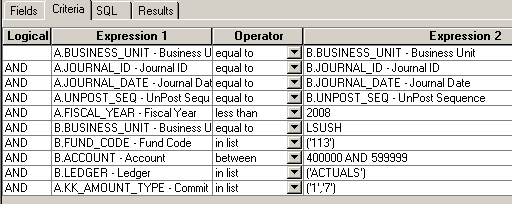 Fields Criteria SQL Results
Logical Expression 1 Operator Expression 2
A.BUSINESS_UNIT - Business U equal to B.BUSINESS_UNIT - Business Unit
AND A.JOURNAL_ID - Journal ID equal to B.JOURNAL_ID - Journal ID
AND A.JOURNAL_DATE - Journal Dat equal to B.JOURNAL_DATE - Journal Date
AND A.UNPOST_SEQ - UnPost Sequ equal to B.UNPOST_SEQ - UnPost Sequence
AND A.FISCAL_YEAR - Fiscal Year less than 2008
AND B.BUSINESS_UNIT - Business U equal to LSUSH
AND B.FUND_CODE - Fund Code in list ('113')
AND B.ACCOUNT - Account between 400000 AND 599999
AND B.LEDGER - Ledger in list ('ACTUALS')
AND A.KK_AMOUNT_TYPE - Commit in list ('1','7')